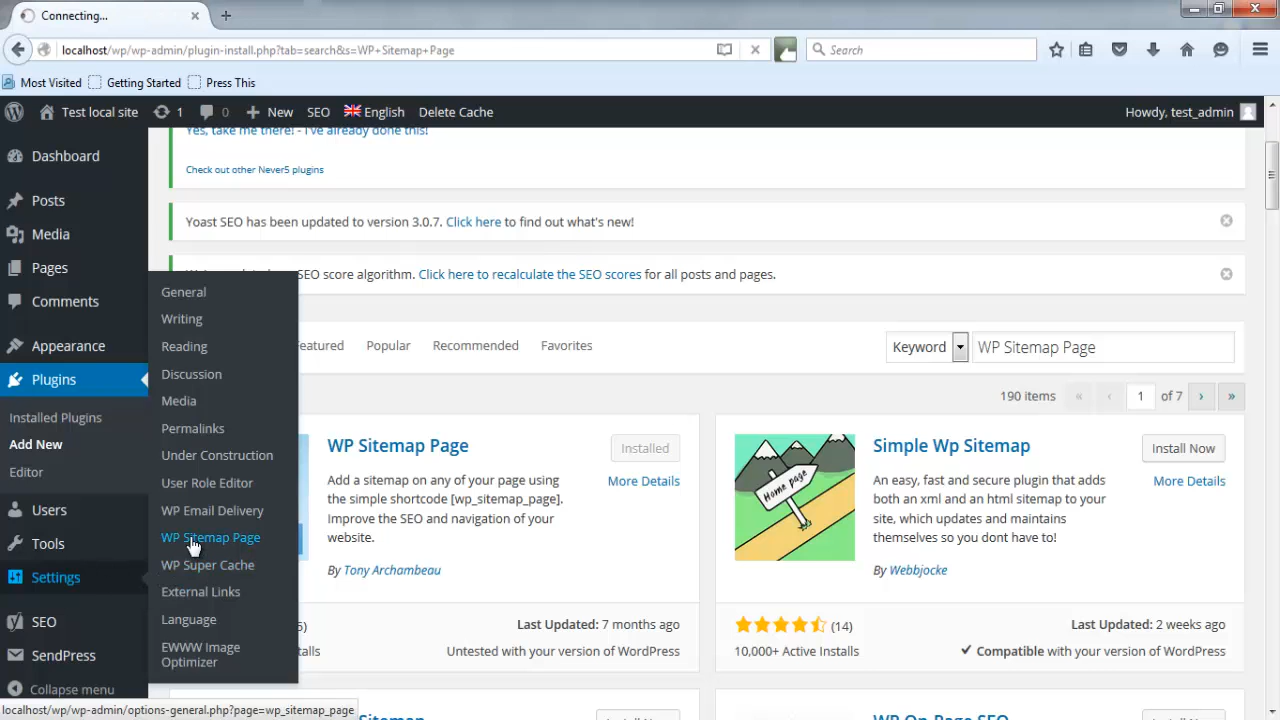 Connecting...
localhost/wp/wp-admin/plugin-install.php?tab=search&s=WP+Sitemap+Page
Search
Most Visited Getting Started Press This
Test local site 1 0 New SEO English Delete Cache Howdy, test_admin
Yes, take me there! - I've already done this!
Check out other Never5 plugins
Yoast SEO has been updated to version 3.0.7. Click here to find out what's new!
SEO score algorithm. Click here to recalculate the SEO scores for all posts and pages.
Dashboard
Posts
Media
Pages
Comments
Appearance
Plugins
Installed Plugins
Add New
Editor
Users
Tools
Settings
SEO
SendPress
Collapse menu
General
Writing
Reading
Discussion
Media
Permalinks
Under Construction
User Role Editor
WP Email Delivery
WP Sitemap Page
WP Super Cache
External Links
Language
EWWW Image
Optimizer
Featured Popular Recommended Favorites Keyword WP Sitemap Page
190 items « ‹ 1 of 7 › »
WP Sitemap Page
Installed
More Details
Add a sitemap on any of your page using
the simple shortcode [wp_sitemap_page].
Improve the SEO and navigation of your
website.
By Tony Archambeau
Last Updated: 7 months ago
Untested with your version of WordPress
Home page
Simple Wp Sitemap
Install Now
More Details
An easy, fast and secure plugin that adds
both an xml and an html sitemap to your
site, which updates and maintains
themselves so you dont have to!
By Webbjocke
(14)
Last Updated: 2 weeks ago
10,000+ Active Installs
Compatible with your version of WordPress
Sitemap
WP On-Page SEO
localhost/wp/wp-admin/options-general.php?page=wp_sitemap_page